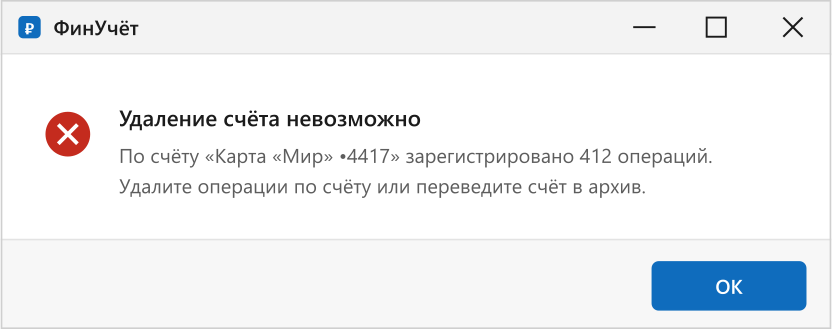 ₽ ФинУчёт
Удаление счёта невозможно
По счёту «Карта «Мир» •4417» зарегистрировано 412 операций.
Удалите операции по счёту или переведите счёт в архив.
ОК